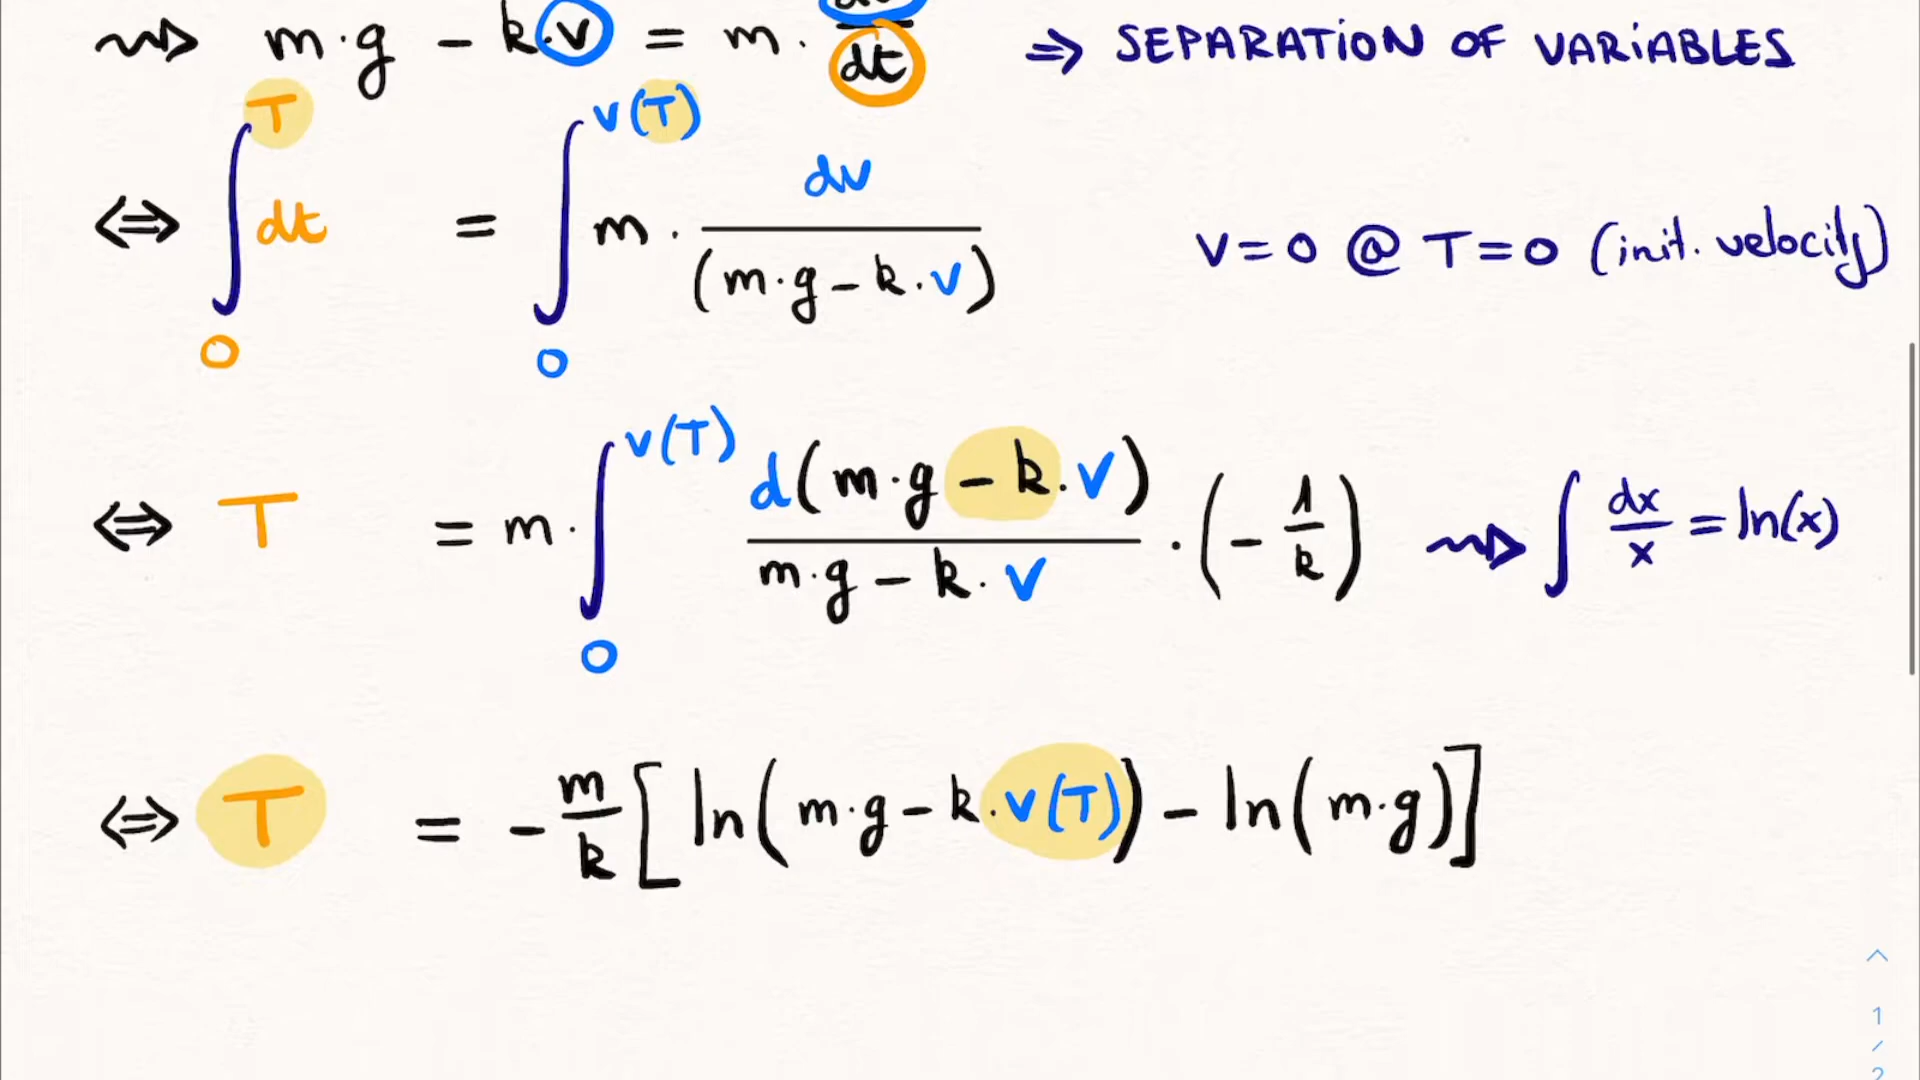 ⇝ m·g - k·v = m· dv/dt ⇒ SEPARATION OF VARIABLES
⇔ ∫₀ᵀ dt = ∫₀^v(T) m · dv/(m·g - k·v) v=0 @ T=0 (init. velocity)
⇔ T = m · ∫₀^v(T) d(m·g - k·v)/(m·g - k·v) · (-1/k) ⇝ ∫ dx/x = ln(x)
⇔ T = - m/k [ln(m·g - k·v(T)) - ln(m·g)]
1
/
2